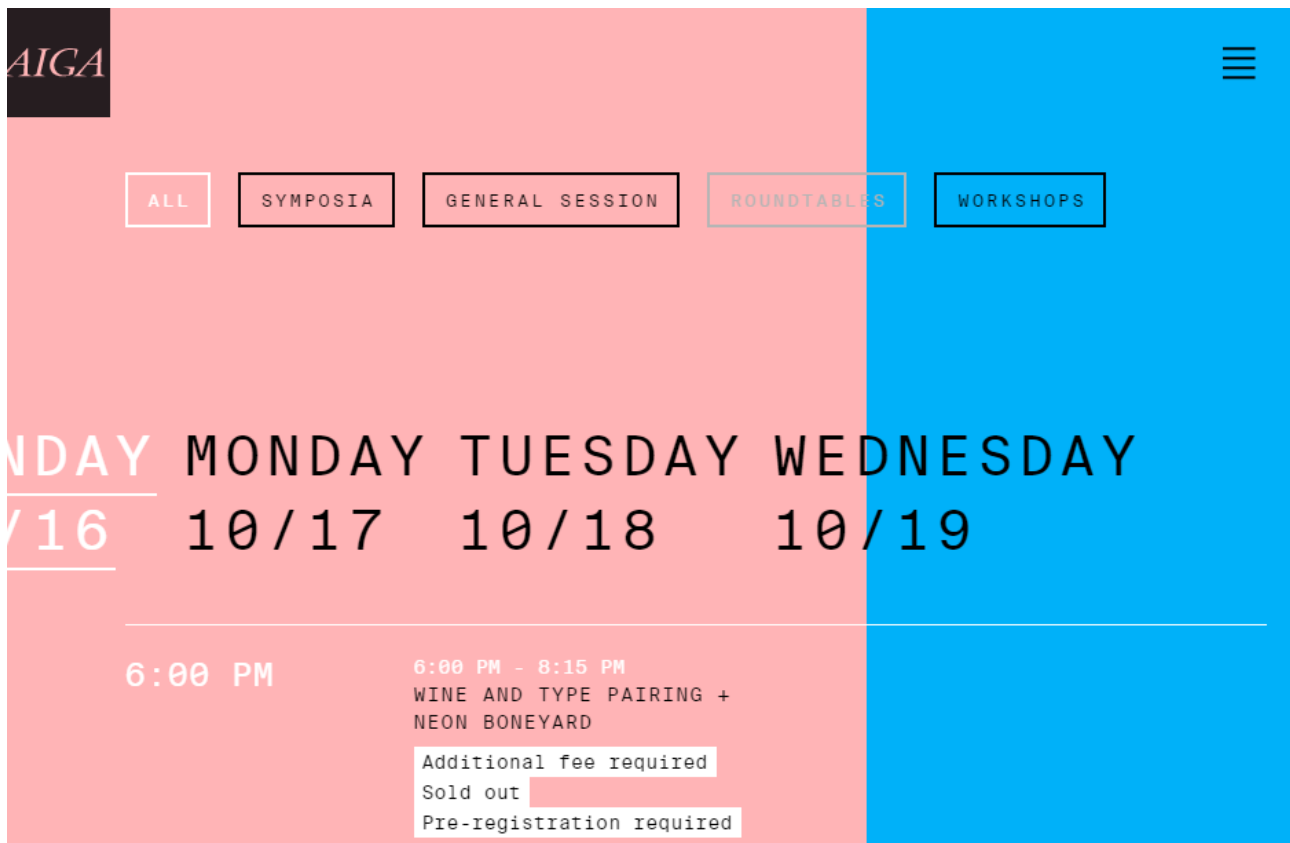 AIGA
ALL SYMPOSIA GENERAL SESSION ROUNDTABLES WORKSHOPS
NDAY MONDAY TUESDAY WEDNESDAY
/16 10/17 10/18 10/19
6:00 PM
6:00 PM - 8:15 PM
WINE AND TYPE PAIRING +
NEON BONEYARD
Additional fee required
Sold out
Pre-registration required